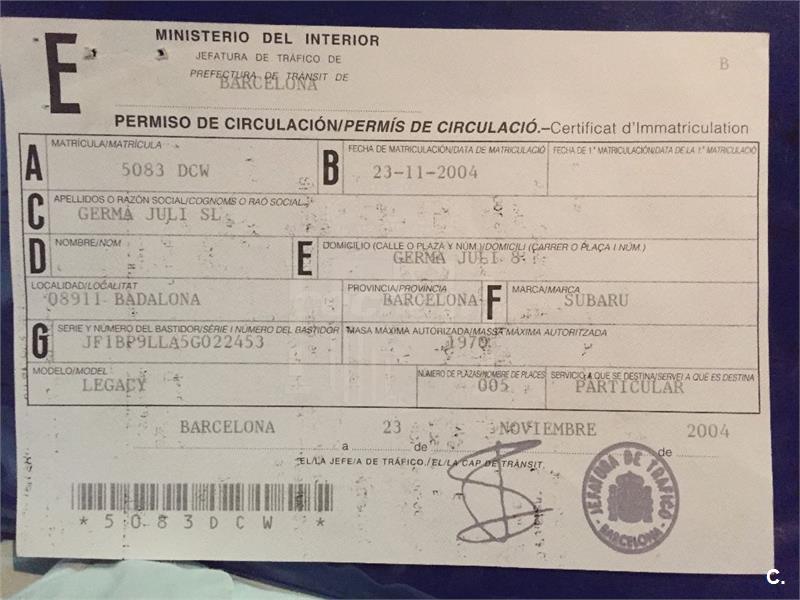 E
MINISTERIO DEL INTERIOR
JEFATURA DE TRÁFICO DE
PREFECTURA DE TRÀNSIT DE
BARCELONA
B
PERMISO DE CIRCULACIÓN/PERMÍS DE CIRCULACIÓ.–Certificat d'Immatriculation
A MATRÍCULA/MATRÍCULA
5083 DCW
B FECHA DE MATRICULACIÓN/DATA DE MATRICULACIÓ
23-11-2004
FECHA DE 1ª MATRICULACIÓN/DATA DE LA 1ª MATRICULACIÓ
C APELLIDOS O RAZÓN SOCIAL/COGNOMS O RAÓ SOCIAL
GERMA JULI SL
D NOMBRE/NOM
E DOMICILIO (CALLE O PLAZA Y NÚM.)/DOMICILI (CARRER O PLAÇA I NÚM.)
GERMA JULI 8
LOCALIDAD/LOCALITAT
08911 BADALONA
PROVINCIA/PROVÍNCIA
BARCELONA
F MARCA/MARCA
SUBARU
G SERIE Y NÚMERO DEL BASTIDOR/SÈRIE I NÚMERO DEL BASTIDOR
JF1BP9LLA5G022453
MASA MÁXIMA AUTORIZADA/MASSA MÀXIMA AUTORITZADA
1970
MODELO/MODEL
LEGACY
NÚMERO DE PLAZAS/NOMBRE DE PLACES
005
SERVICIO A QUE SE DESTINA/SERVEI A QUÈ ES DESTINA
PARTICULAR
BARCELONA a 23 de NOVIEMBRE de 2004
EL/LA JEFE/A DE TRÁFICO./EL/LA CAP DE TRÀNSIT,
*5083DCW*
JEFATURA DE TRAFICO
BARCELONA
C.